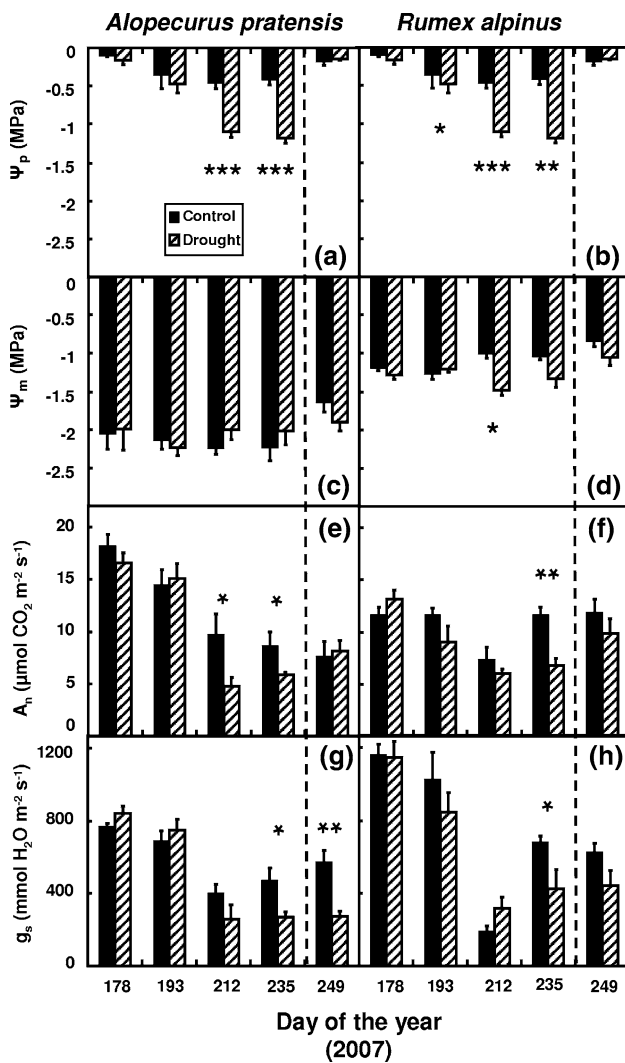 Alopecurus pratensis
Rumex alpinus
0
-0.5
-1
-1.5
-2
-2.5
Ψp (MPa)
***
***
Control
Drought
(a)
*
***
**
(b)
0
-0.5
-1
-1.5
-2
-2.5
Ψm (MPa)
(c)
*
(d)
20
15
10
5
0
An (µmol CO2 m-2 s-1)
*
*
(e)
**
(f)
1200
800
400
0
gs (mmol H2O m-2 s-1)
*
**
(g)
*
(h)
178 193 212 235 249 178 193 212 235 249
Day of the year
(2007)